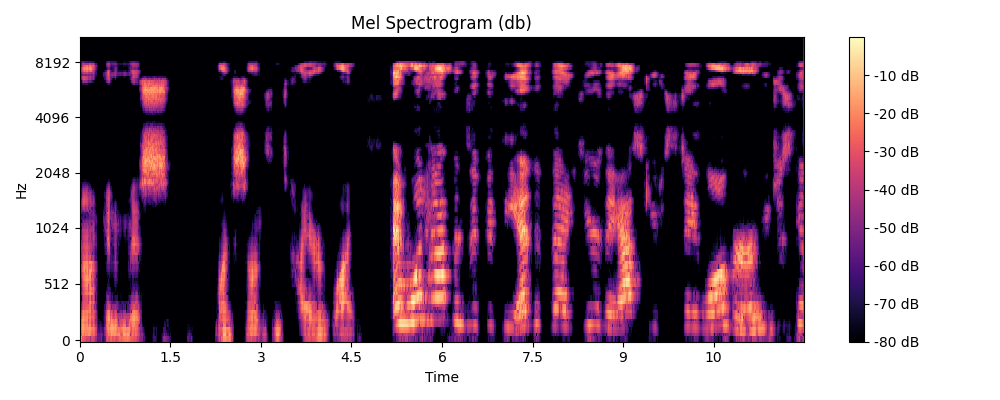 Mel Spectrogram (db)
8192
4096
2048
1024
512
0
Hz
0 1.5 3 4.5 6 7.5 9 10
Time
-10 dB
-20 dB
-30 dB
-40 dB
-50 dB
-60 dB
-70 dB
-80 dB